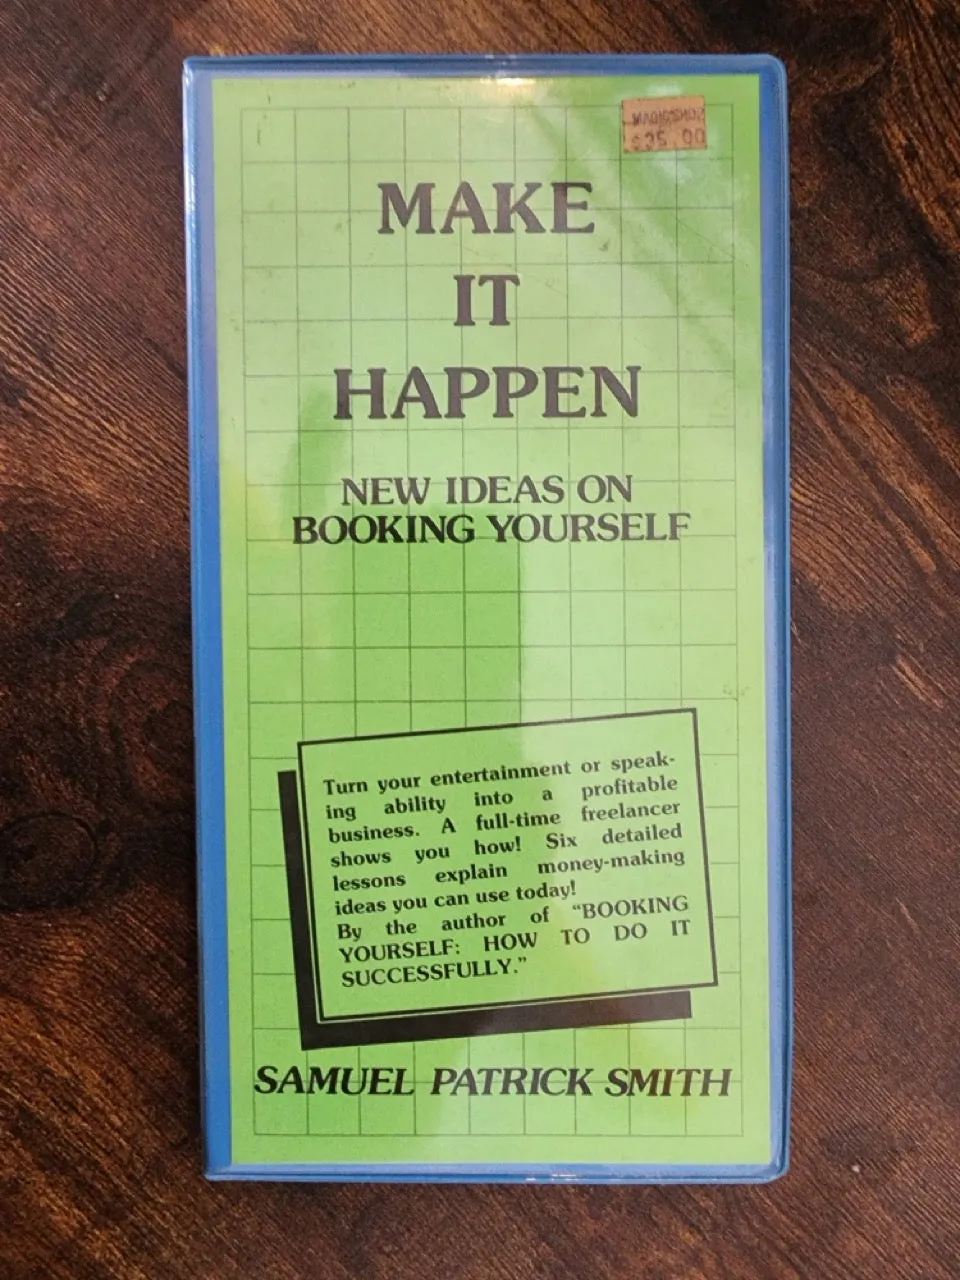 $35.00
MAKE
IT
HAPPEN
NEW IDEAS ON
BOOKING YOURSELF
Turn your entertainment or speak-
ing ability into a profitable
business. A full-time freelancer
shows you how! Six detailed
lessons explain money-making
ideas you can use today!
By the author of “BOOKING
YOURSELF: HOW TO DO IT
SUCCESSFULLY.”
SAMUEL PATRICK SMITH